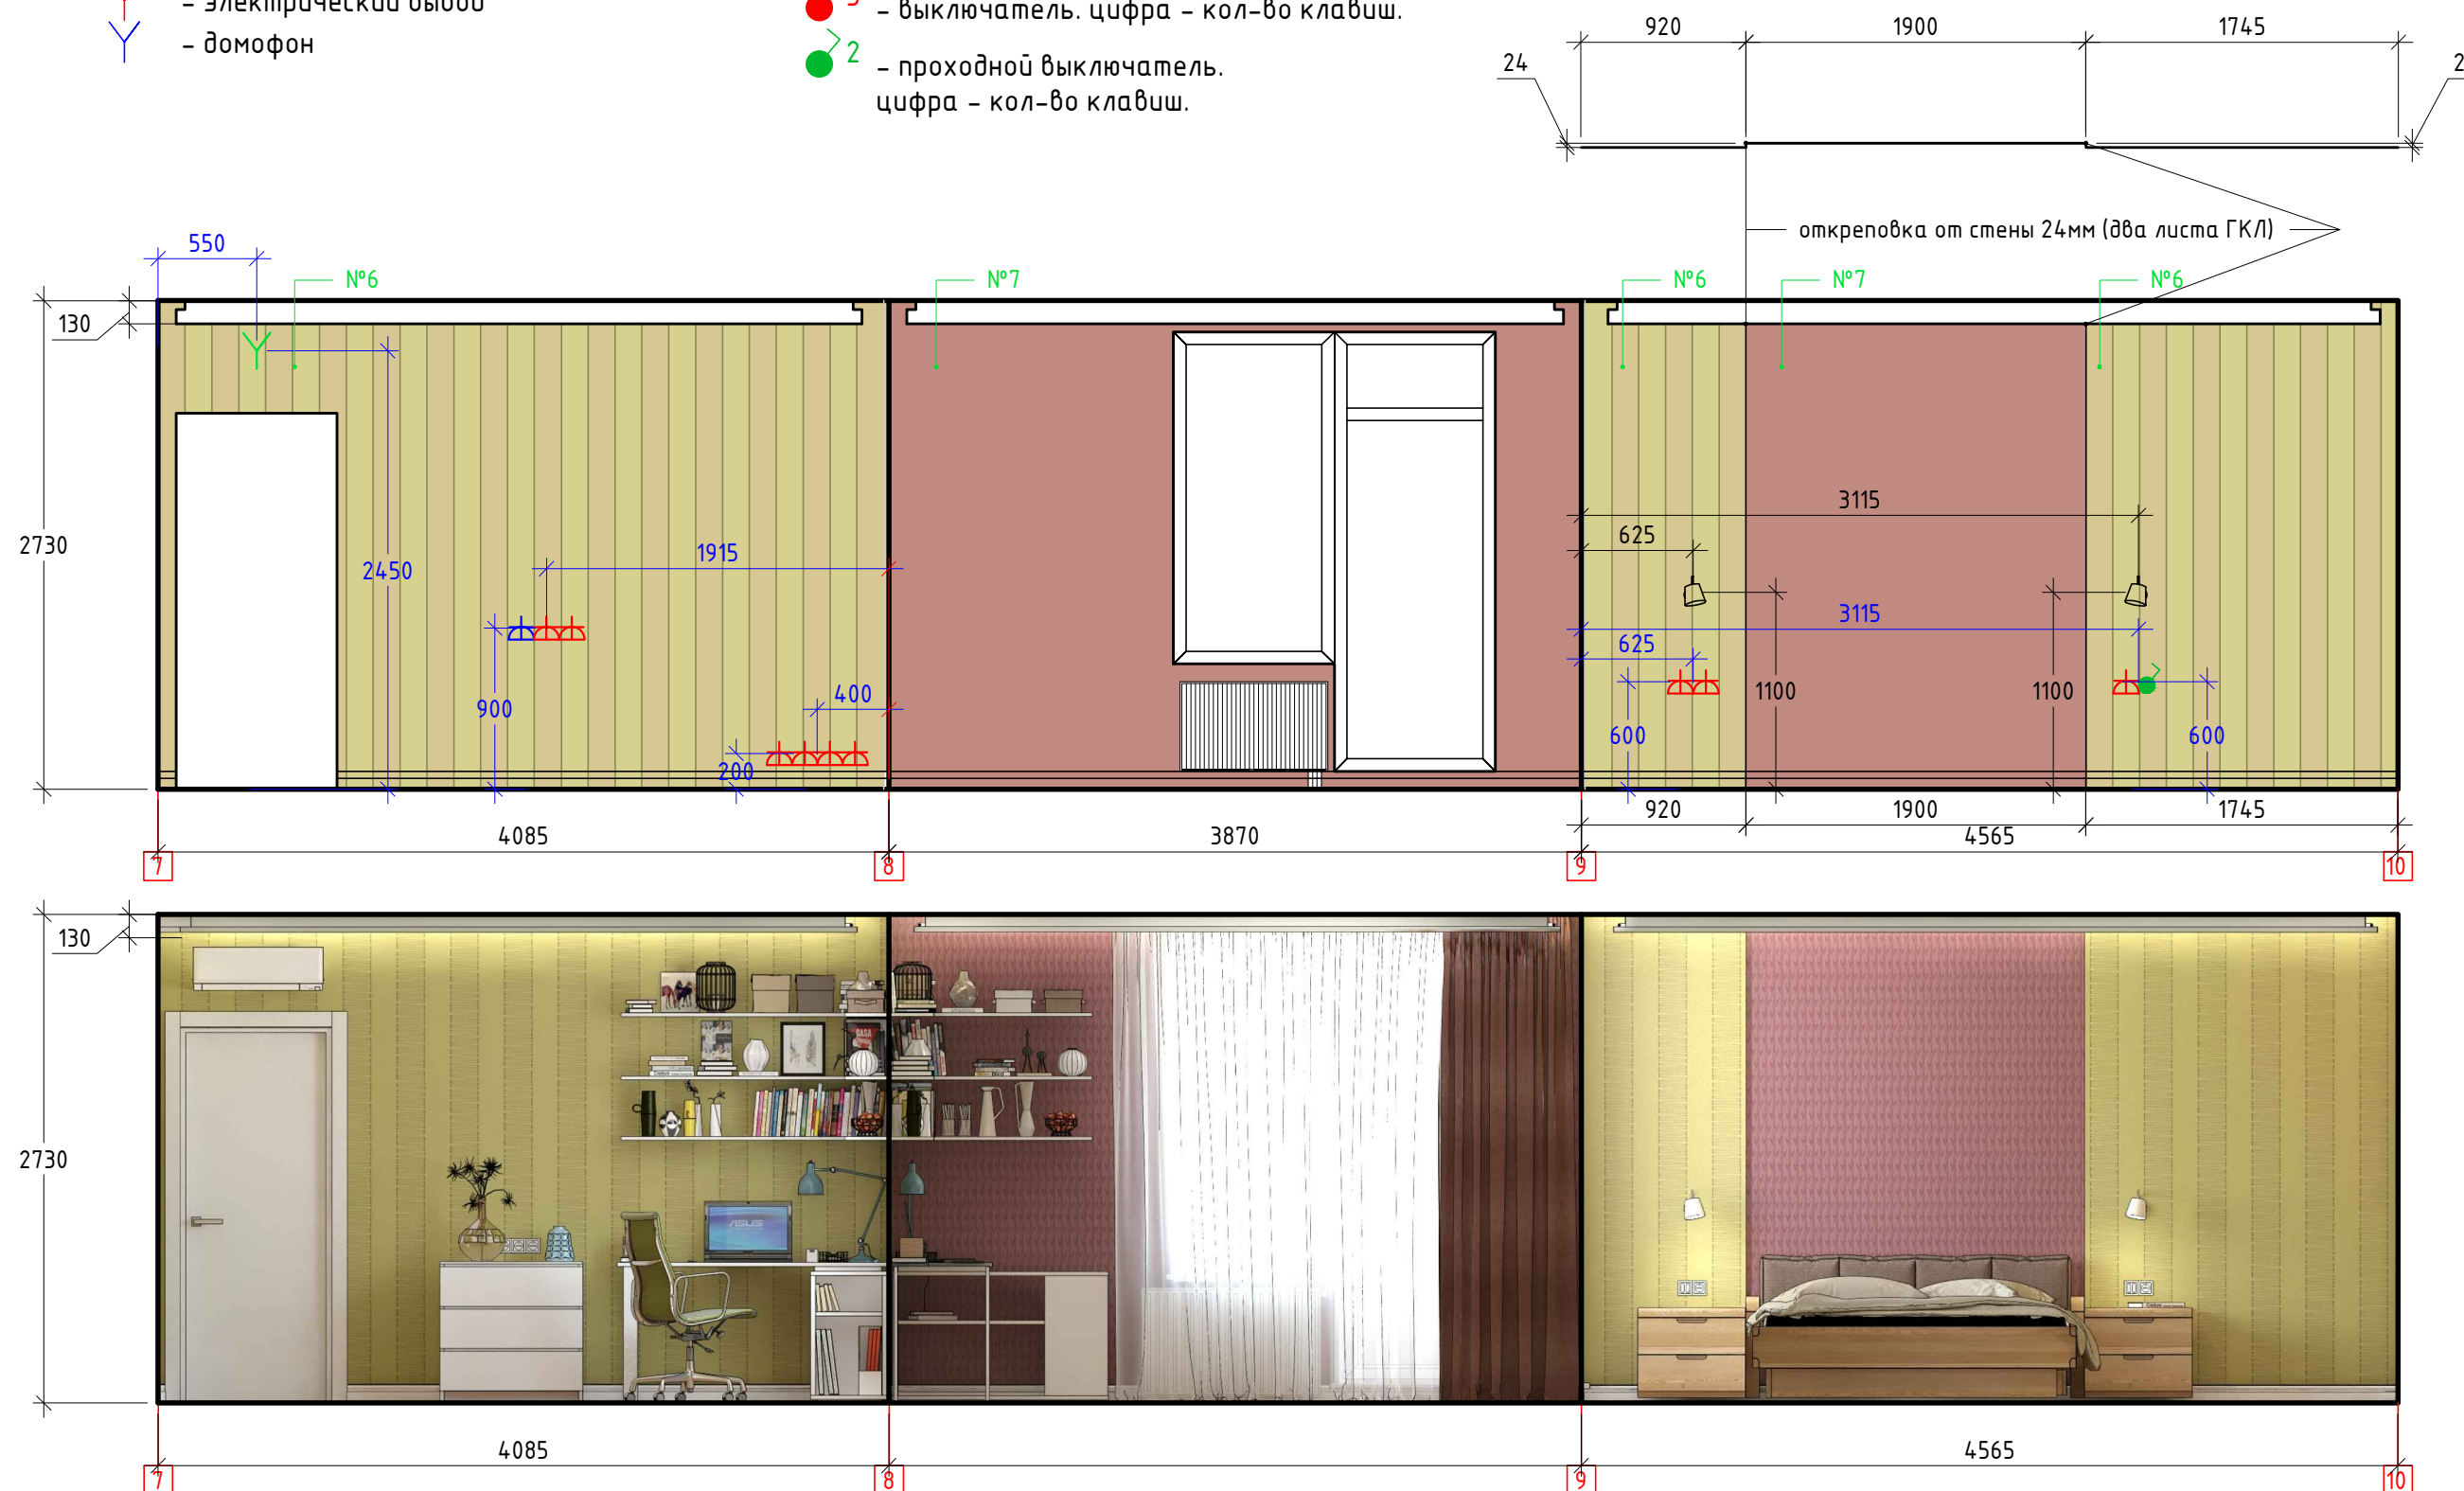 - электрический вывод
- домофон
3 - выключатель. цифра - кол-во клавиш.
2 - проходной выключатель.
цифра - кол-во клавиш.
920 1900 1745
24
откреповка от стены 24мм (два листа ГКЛ)
550
№6 №7 №6 №7 №6
130
2730
2450
1915
900
400
200
3115
625
3115
625
1100
1100
600
600
920 1900 1745
4085 3870 4565
7 8 9 10
130
2730
CASA
ASUS
4085 4565
7 8 9 10